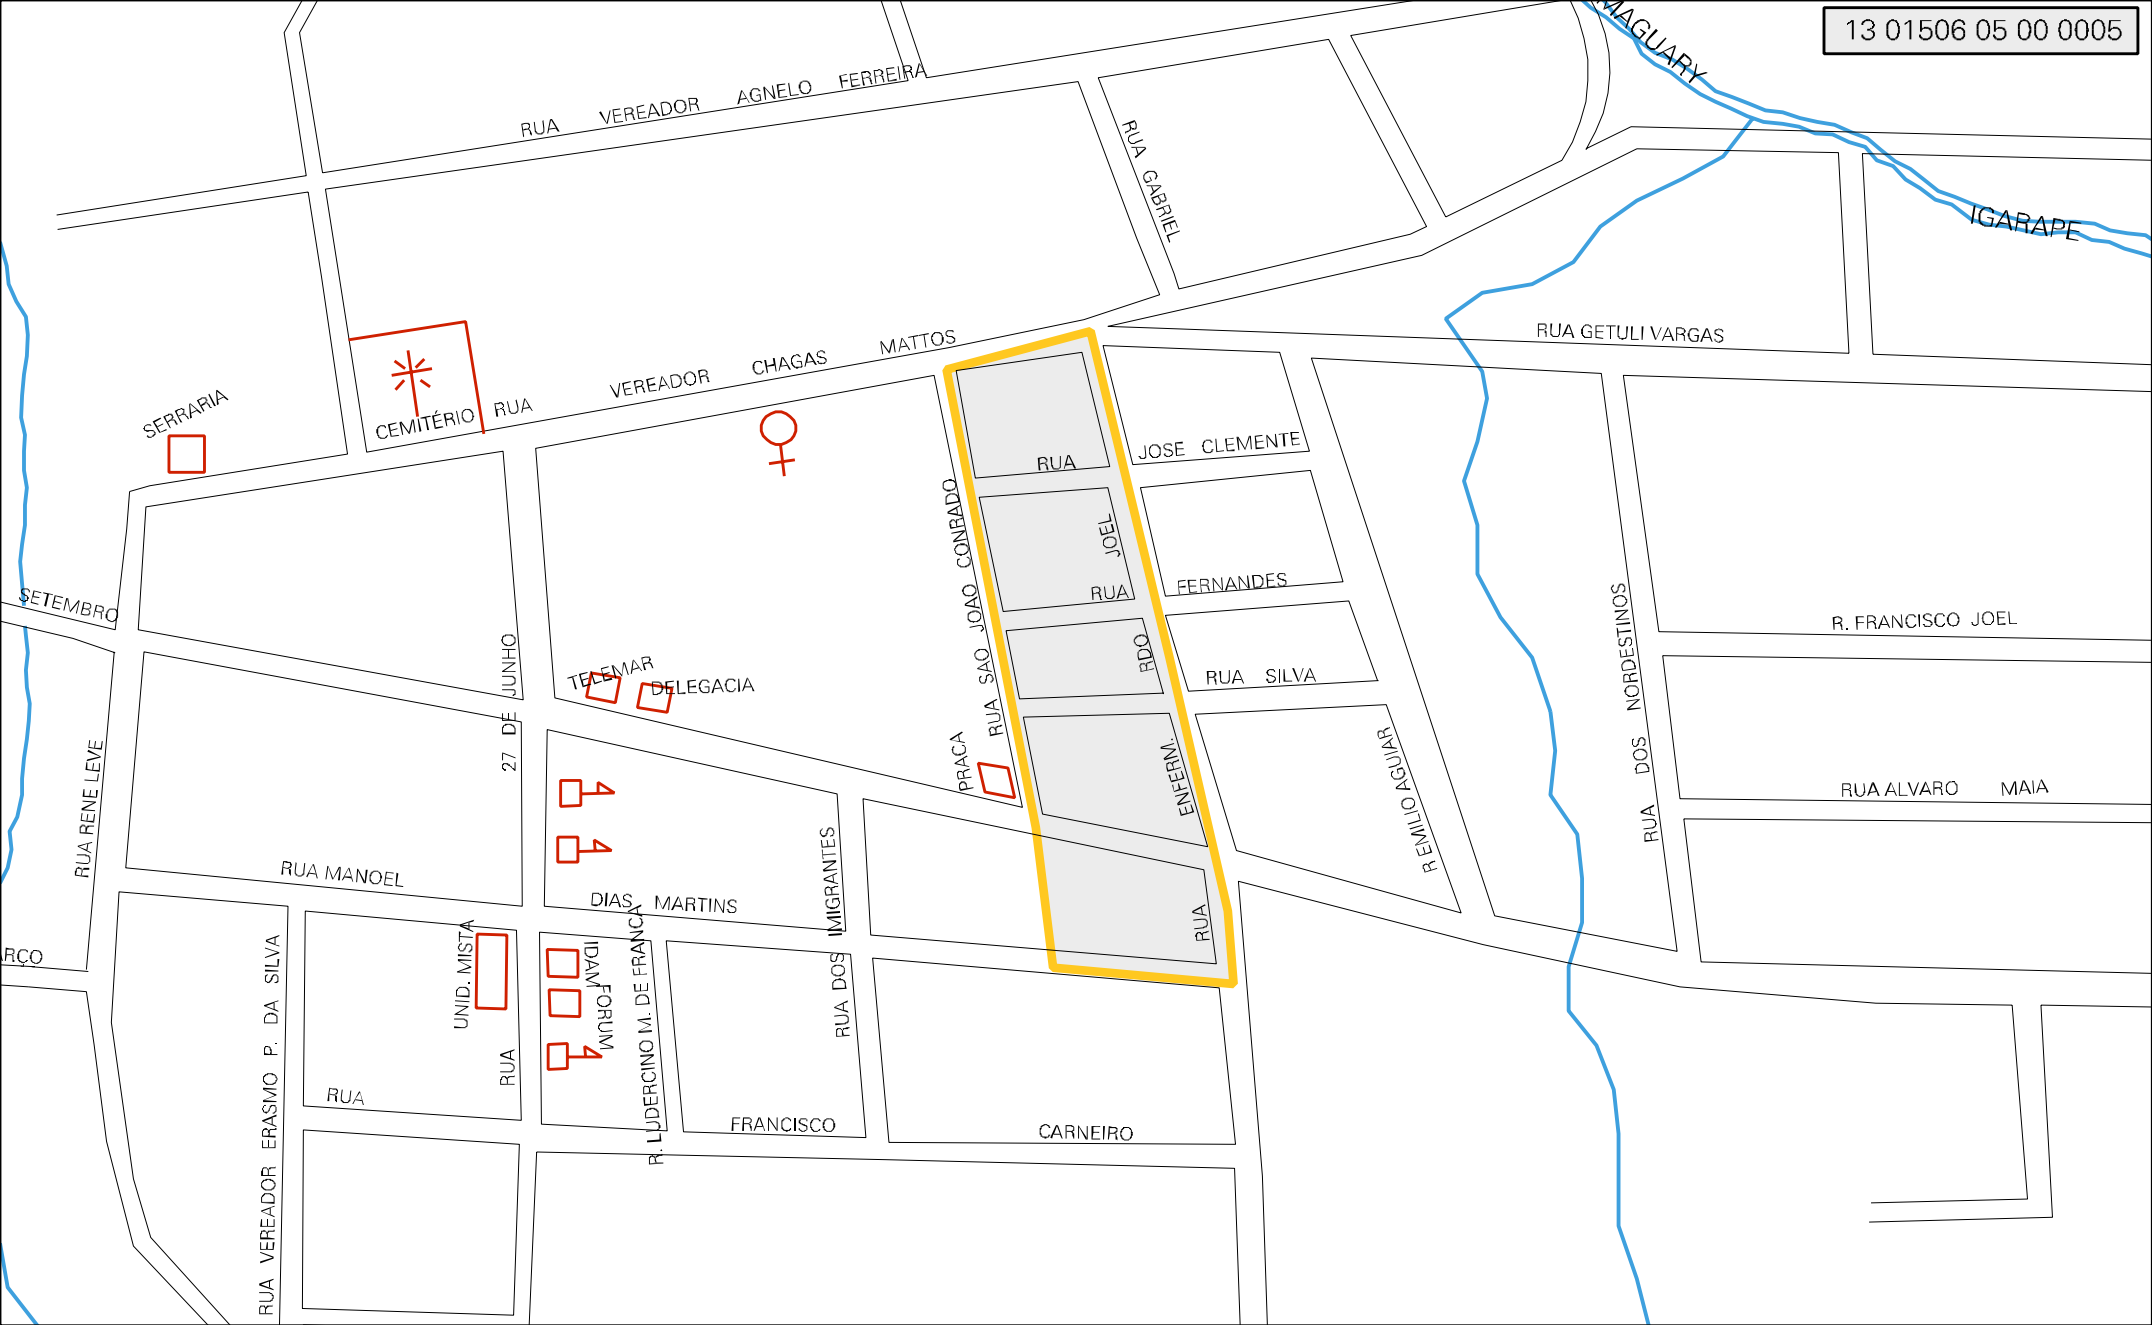 13 01506 05 00 0005
MAGUARY
IGARAPE
RUA VEREADOR AGNELO FERREIRA
RUA GABRIEL
RUA GETULI VARGAS
RUA VEREADOR CHAGAS MATTOS
CEMITÉRIO
SERRARIA
RUA JOSE CLEMENTE
RUA SAO JOAO CONRADO
RUA FERNANDES
RUA ENFERM. RDO JOEL
SETEMBRO
RUA 27 DE JUNHO
TELEMAR
DELEGACIA
RUA SILVA
RUA DOS NORDESTINOS
R. FRANCISCO JOEL
PRACA
RUA RENE LEVE
R EMILIO AGUIAR
RUA ALVARO MAIA
RUA MANOEL DIAS MARTINS
RUA DOS IMIGRANTES
R. LUDERCINO M. DE FRANCA
UNID. MISTA
IDAM
FORUM
ARÇO
RUA VEREADOR ERASMO P. DA SILVA
RUA FRANCISCO CARNEIRO